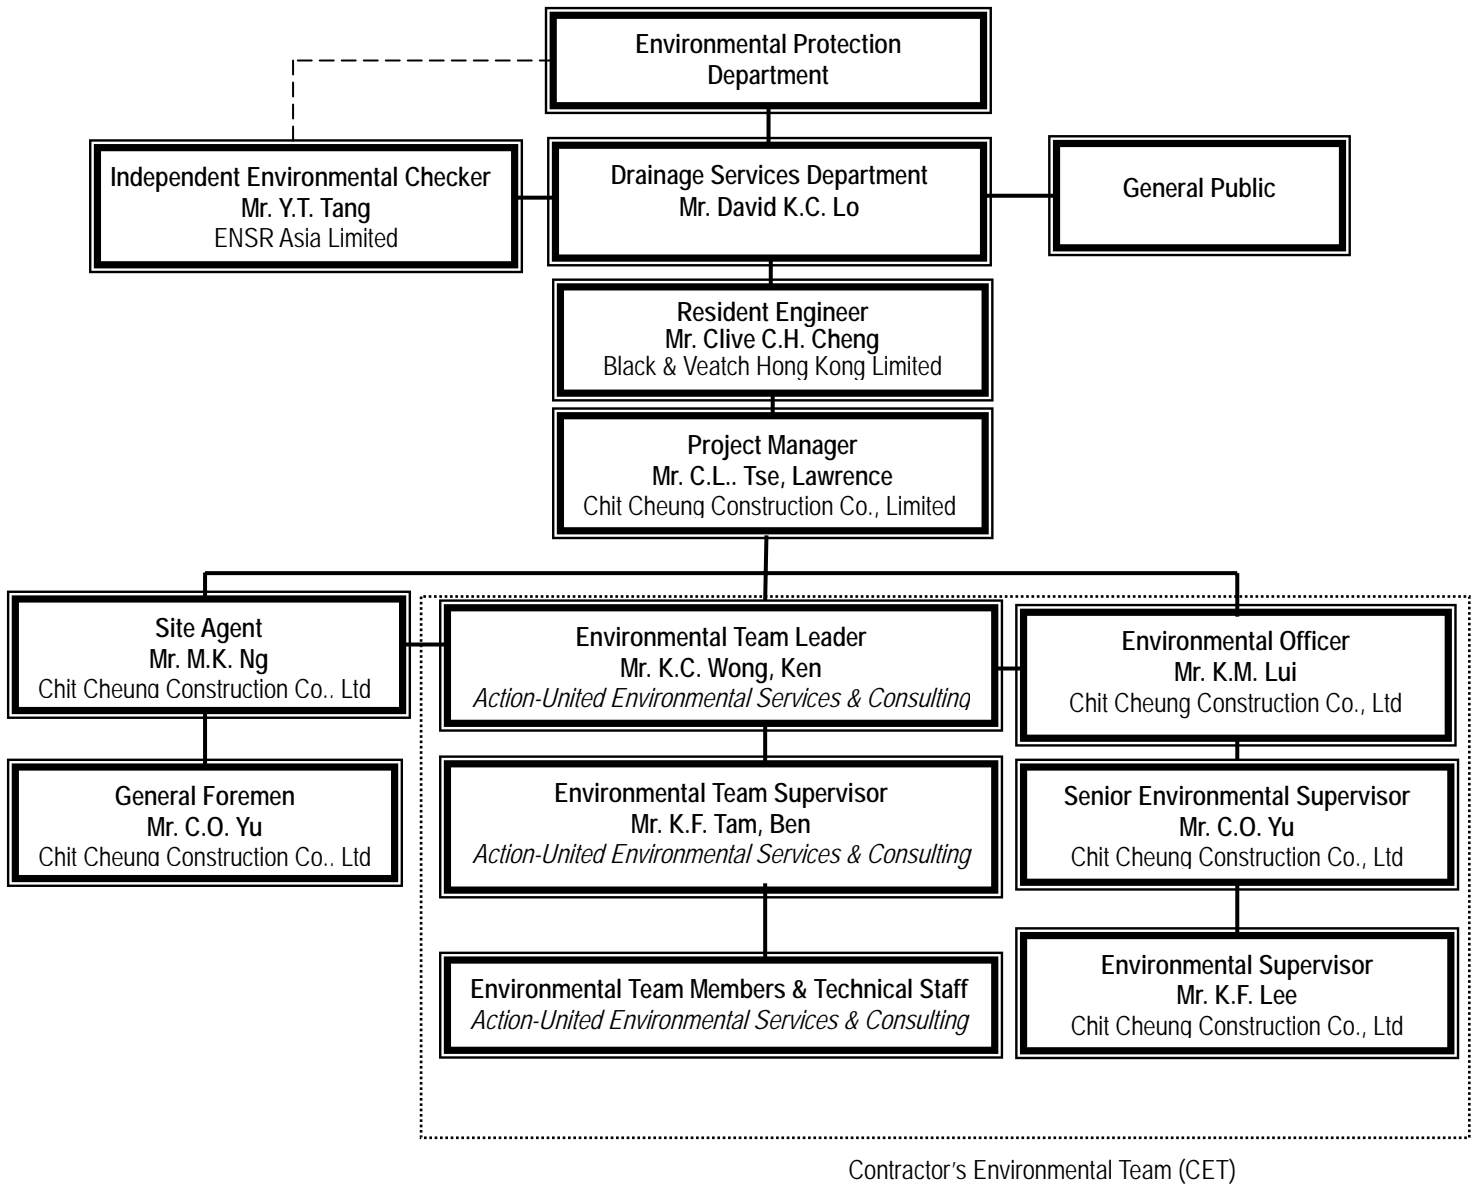 Environmental Protection
Department
Independent Environmental Checker
Mr. Y.T. Tang
ENSR Asia Limited
Drainage Services Department
Mr. David K.C. Lo
General Public
Resident Engineer
Mr. Clive C.H. Cheng
Black & Veatch Hong Kong Limited
Project Manager
Mr. C.L.. Tse, Lawrence
Chit Cheung Construction Co., Limited
Site Agent
Mr. M.K. Ng
Chit Cheung Construction Co., Ltd
Environmental Team Leader
Mr. K.C. Wong, Ken
Action-United Environmental Services & Consulting
Environmental Officer
Mr. K.M. Lui
Chit Cheung Construction Co., Ltd
General Foremen
Mr. C.O. Yu
Chit Cheung Construction Co., Ltd
Environmental Team Supervisor
Mr. K.F. Tam, Ben
Action-United Environmental Services & Consulting
Senior Environmental Supervisor
Mr. C.O. Yu
Chit Cheung Construction Co., Ltd
Environmental Team Members & Technical Staff
Action-United Environmental Services & Consulting
Environmental Supervisor
Mr. K.F. Lee
Chit Cheung Construction Co., Ltd
Contractor's Environmental Team (CET)